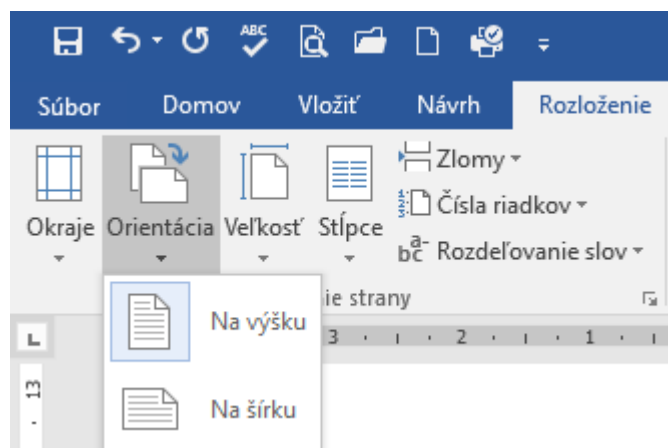 ABC
Súbor Domov Vložiť Návrh Rozloženie
Okraje Orientácia Veľkosť Stĺpce
Zlomy
Čísla riadkov
Rozdeľovanie slov
ie strany
Na výšku
Na šírku
3 2 1
13